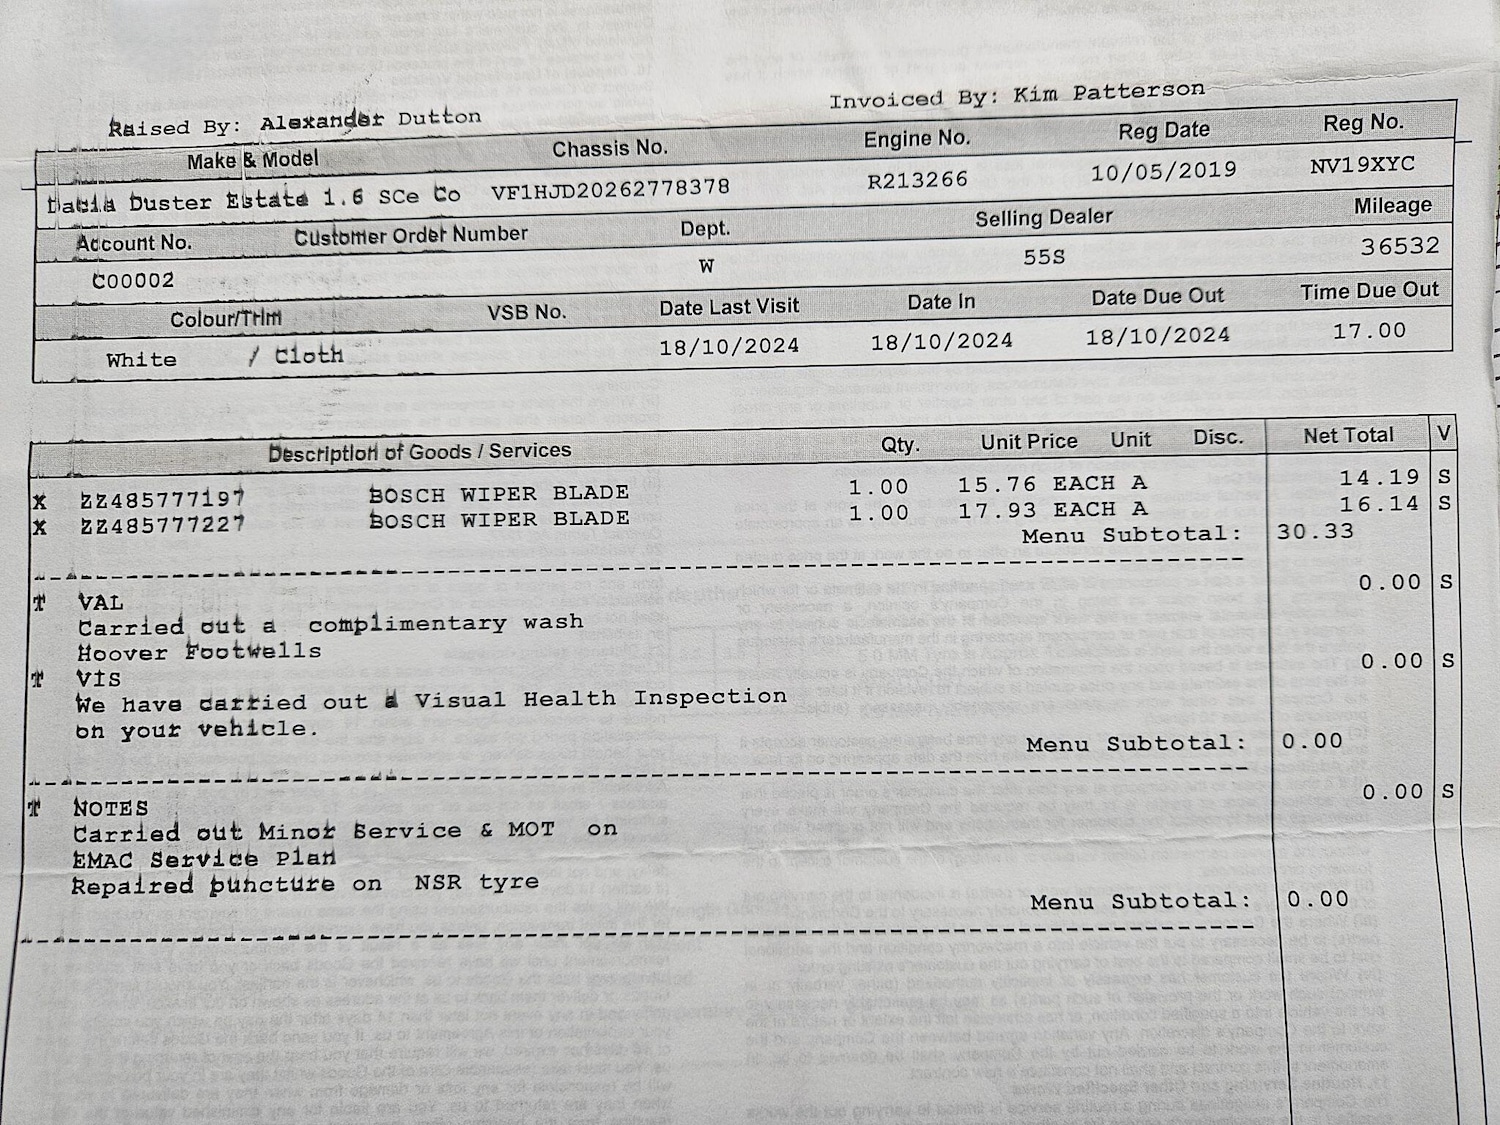 Raised By: Alexander Dutton
Invoiced By: Kim Patterson
Make & Model Chassis No. Engine No. Reg Date Reg No.
Dacia Duster Estate 1.6 SCe Co VF1HJD20262778378 R213266 10/05/2019 NV19XYC
Account No. Customer Order Number Dept. Selling Dealer Mileage
C00002 W 55S 36532
Colour/Trim VSB No. Date Last Visit Date In Date Due Out Time Due Out
White / Cloth 18/10/2024 18/10/2024 18/10/2024 17.00
Description of Goods / Services Qty. Unit Price Unit Disc. Net Total V
X ZZ485777197 BOSCH WIPER BLADE 1.00 15.76 EACH A 14.19 S
X ZZ485777227 BOSCH WIPER BLADE 1.00 17.93 EACH A 16.14 S
Menu Subtotal: 30.33
T VAL 0.00 S
Carried out a complimentary wash
Hoover Footwells
T VIS 0.00 S
We have carried out a Visual Health Inspection
on your vehicle.
Menu Subtotal: 0.00
T NOTES 0.00 S
Carried out Minor Service & MOT on
EMAC Service Plan
Repaired puncture on NSR tyre
Menu Subtotal: 0.00